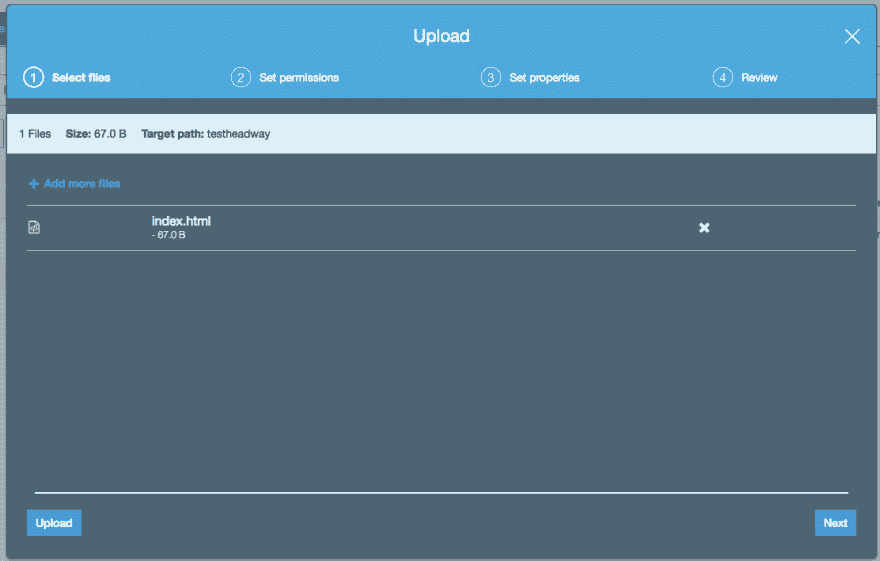 Upload
1 Select files 2 Set permissions 3 Set properties 4 Review
1 Files Size: 67.0 B Target path: testheadway
+ Add more files
index.html
- 67.0 B
Upload Next